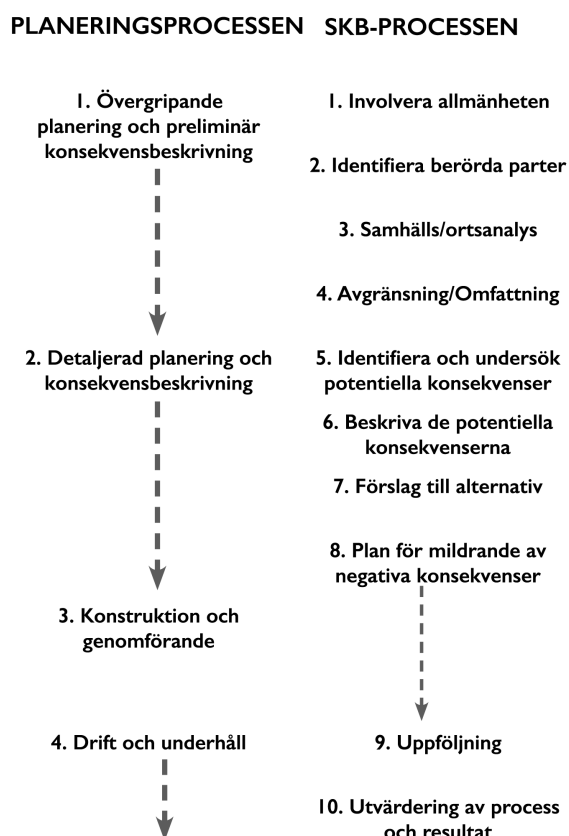 PLANERINGSPROCESSEN
1. Övergripande
planering och preliminär
konsekvensbeskrivning
2. Detaljerad planering och
konsekvensbeskrivning
3. Konstruktion och
genomförande
4. Drift och underhåll
SKB-PROCESSEN
1. Involvera allmänheten
2. Identifiera berörda parter
3. Samhälls/ortsanalys
4. Avgränsning/Omfattning
5. Identifiera och undersök
potentiella konsekvenser
6. Beskriva de potentiella
konsekvenserna
7. Förslag till alternativ
8. Plan för mildrande av
negativa konsekvenser
9. Uppföljning
10. Utvärdering av process
och resultat